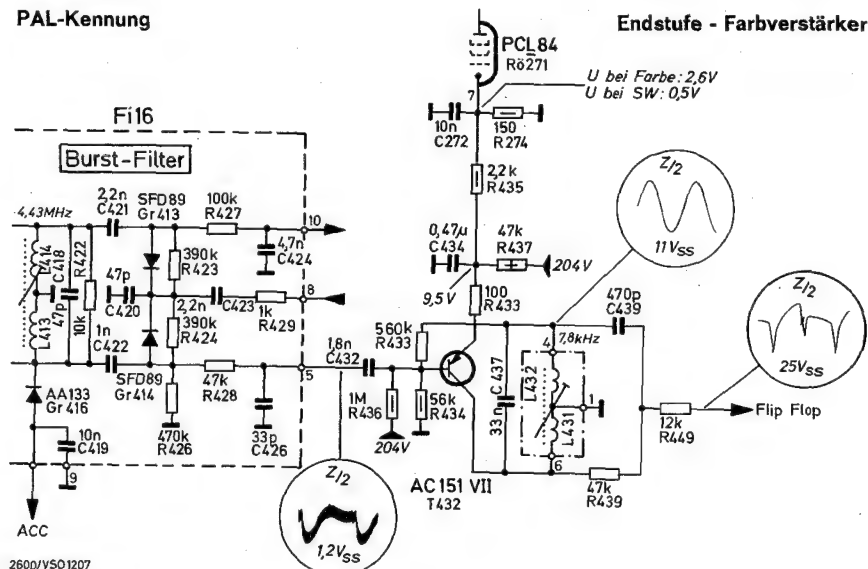 PAL-Kennung
Endstufe - Farbverstärker
PCL84
Rö271
U bei Farbe: 2,6V
U bei SW: 0,5V
7
10n
C272
150
R274
Fi16
Burst-Filter
2,2k
R435
Z/2
11Vss
4,43MHz
2,2n
C421
SFD89
Gr413
100k
R427
10
4,7n
C424
L414
C418
47p
R422
10k
390k
R423
0,47µ
C434
47k
R437
204V
9,5V
47p
C420
2,2n
C423
8
1k
R429
390k
R424
100
R433
470p
C439
Z/2
25Vss
L413
1n
C422
560k
R433
7,8kHz
4
1,8n
C432
5
C437
33n
L432
L431
1
AA133
Gr416
SFD89
Gr414
47k
R428
1M
R436
56k
R434
12k
R449
Flip Flop
204V
470k
R426
33p
C426
10n
C419
9
6
47k
R439
AC151 VII
T432
Z/2
1,2Vss
ACC
2600/VSO1207